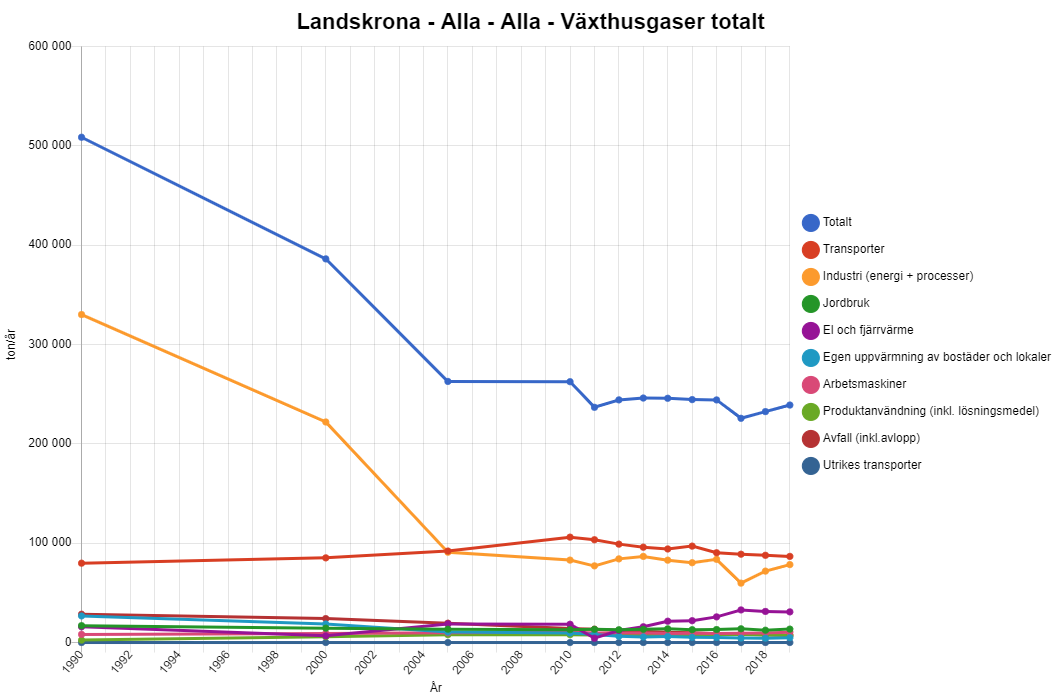 Landskrona - Alla - Alla - Växthusgaser totalt
600 000
500 000
400 000
300 000
200 000
100 000
0
ton/år
1990
1992
1994
1996
1998
2000
2002
2004
2006
2008
2010
2012
2014
2016
2018
År
Totalt
Transporter
Industri (energi + processer)
Jordbruk
El och fjärrvärme
Egen uppvärmning av bostäder och lokaler
Arbetsmaskiner
Produktanvändning (inkl. lösningsmedel)
Avfall (inkl.avlopp)
Utrikes transporter